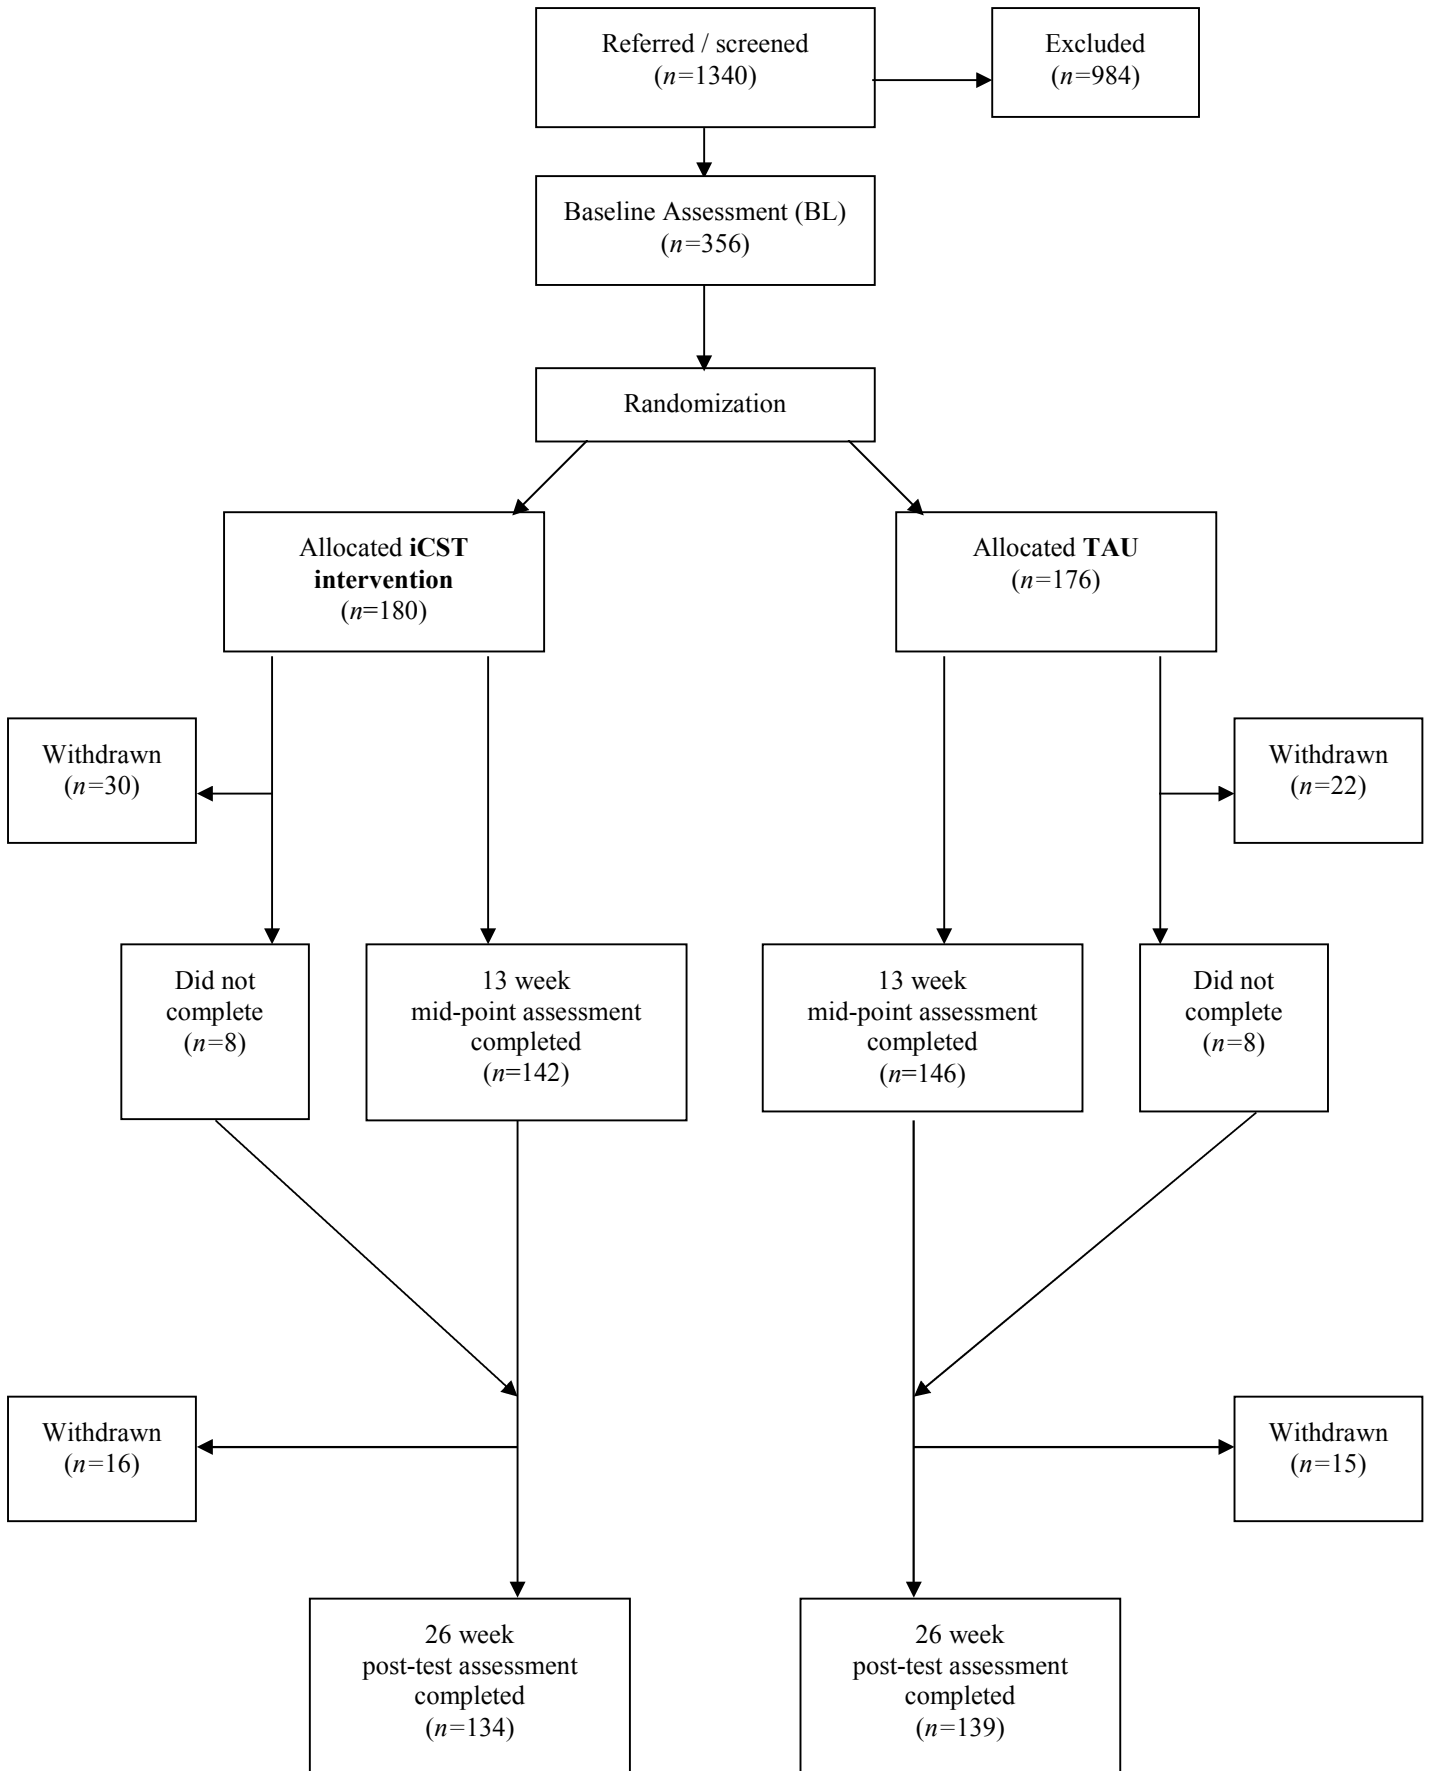 Referred / screened
(n=1340)
Excluded
(n=984)
Baseline Assessment (BL)
(n=356)
Randomization
Allocated iCST
intervention
(n=180)
Allocated TAU
(n=176)
Withdrawn
(n=30)
Withdrawn
(n=22)
Did not
complete
(n=8)
13 week
mid-point assessment
completed
(n=142)
13 week
mid-point assessment
completed
(n=146)
Did not
complete
(n=8)
Withdrawn
(n=16)
Withdrawn
(n=15)
26 week
post-test assessment
completed
(n=134)
26 week
post-test assessment
completed
(n=139)